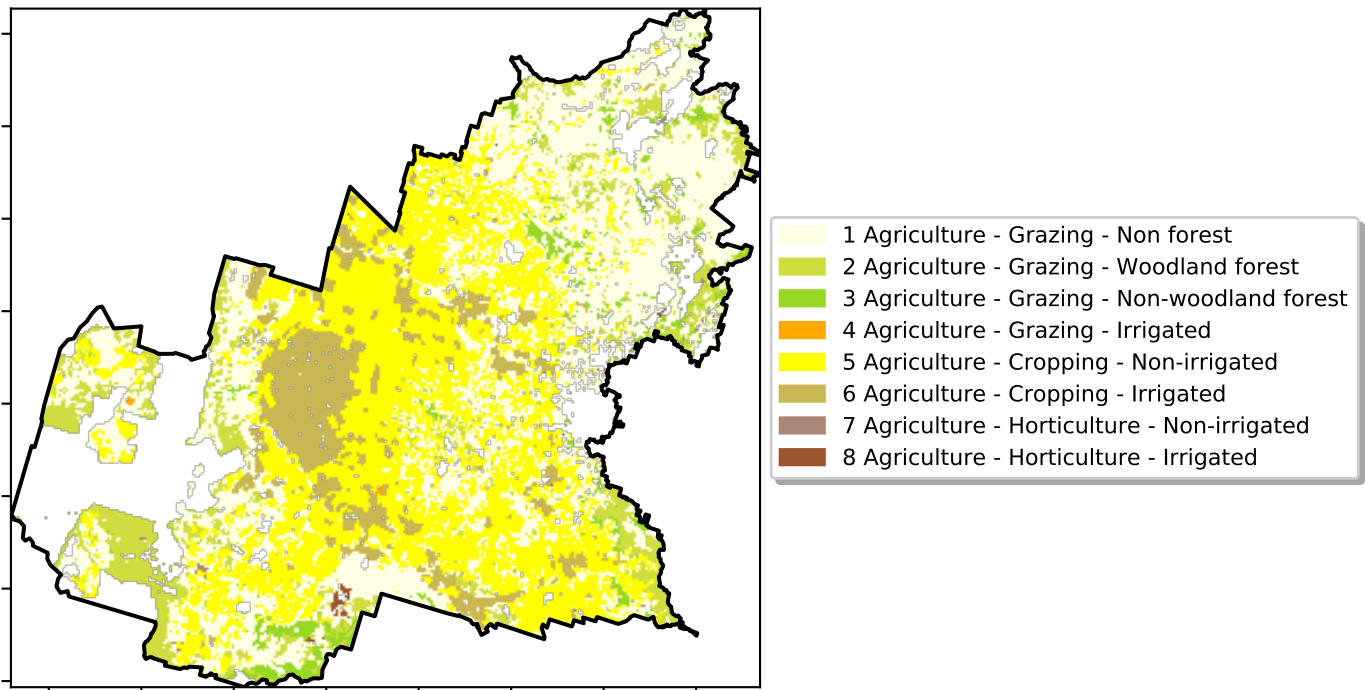 1 Agriculture - Grazing - Non forest
2 Agriculture - Grazing - Woodland forest
3 Agriculture - Grazing - Non-woodland forest
4 Agriculture - Grazing - Irrigated
5 Agriculture - Cropping - Non-irrigated
6 Agriculture - Cropping - Irrigated
7 Agriculture - Horticulture - Non-irrigated
8 Agriculture - Horticulture - Irrigated